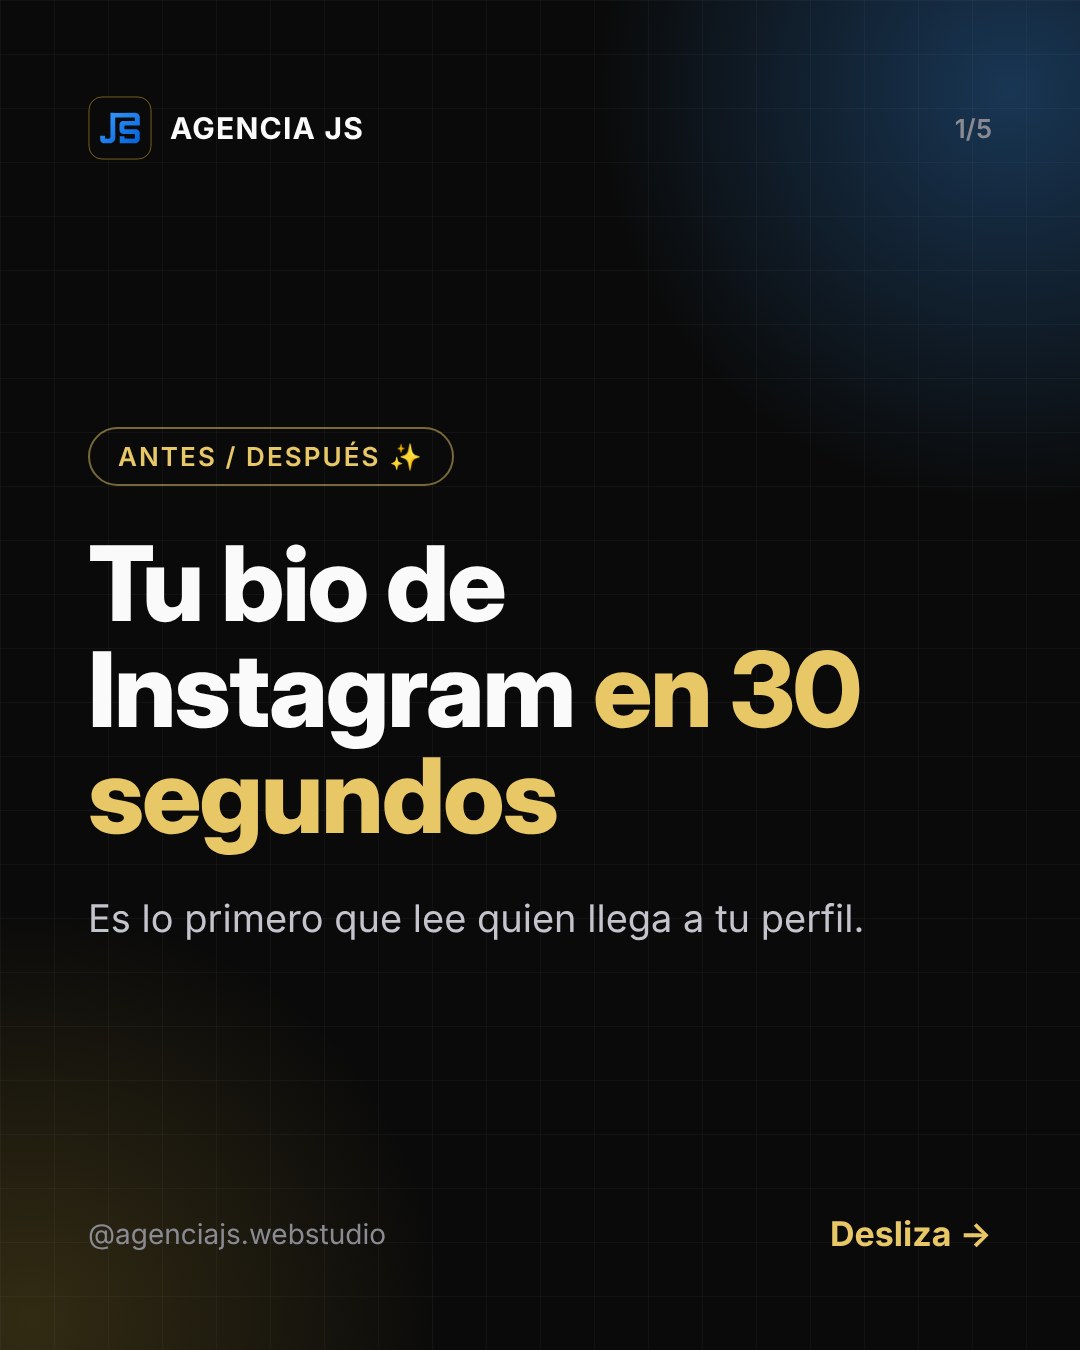 JS AGENCIA JS
1/5
ANTES / DESPUÉS ✨
Tu bio de
Instagram en 30
segundos
Es lo primero que lee quien llega a tu perfil.
@agenciajs.webstudio
Desliza →